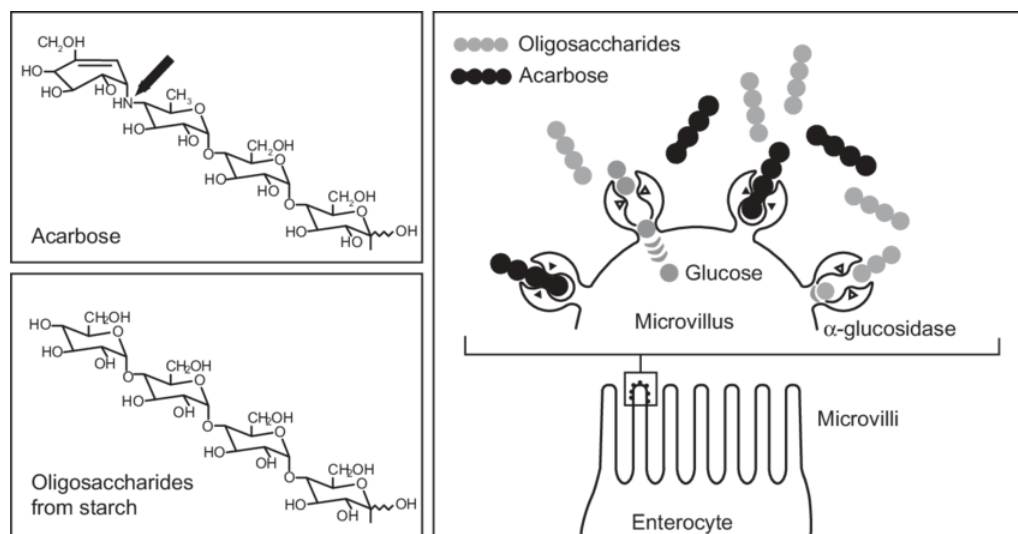 CH₂OH
HO
HO
HO
HN
CH₃
O
HO
HO
O
CH₂OH
O
HO
HO
HO
O
CH₂OH
O
HO
HO
HO
OH
Acarbose
CH₂OH
HO
O
HO
OH
O
CH₂OH
O
HO
OH
O
CH₂OH
O
HO
OH
O
CH₂OH
O
HO
OH
OH
Oligosaccharides
from starch
Oligosaccharides
Acarbose
Glucose
Microvillus
α-glucosidase
Microvilli
Enterocyte